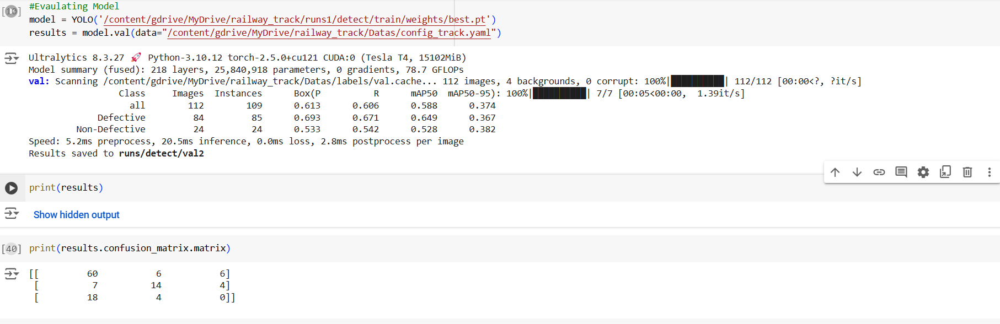 #Evaulating Model
[10]
model = YOLO('/content/gdrive/MyDrive/railway_track/runs1/detect/train/weights/best.pt')
results = model.val(data="/content/gdrive/MyDrive/railway_track/Datas/config_track.yaml")
Ultralytics 8.3.27 🚀 Python-3.10.12 torch-2.5.0+cu121 CUDA:0 (Tesla T4, 15102MiB)
Model summary (fused): 218 layers, 25,840,918 parameters, 0 gradients, 78.7 GFLOPs
val: Scanning /content/gdrive/MyDrive/railway_track/Datas/labels/val.cache... 112 images, 4 backgrounds, 0 corrupt: 100%|██████████| 112/112 [00:00<?, ?it/s]
Class Images Instances Box(P R mAP50 mAP50-95): 100%|██████████| 7/7 [00:05<00:00, 1.39it/s]
all 112 109 0.613 0.606 0.588 0.374
Defective 84 85 0.693 0.671 0.649 0.367
Non-Defective 24 24 0.533 0.542 0.528 0.382
Speed: 5.2ms preprocess, 20.5ms inference, 0.0ms loss, 2.8ms postprocess per image
Results saved to runs/detect/val2
print(results)
Show hidden output
[40] print(results.confusion_matrix.matrix)
[[ 60 6 6]
[ 7 14 4]
[ 18 4 0]]